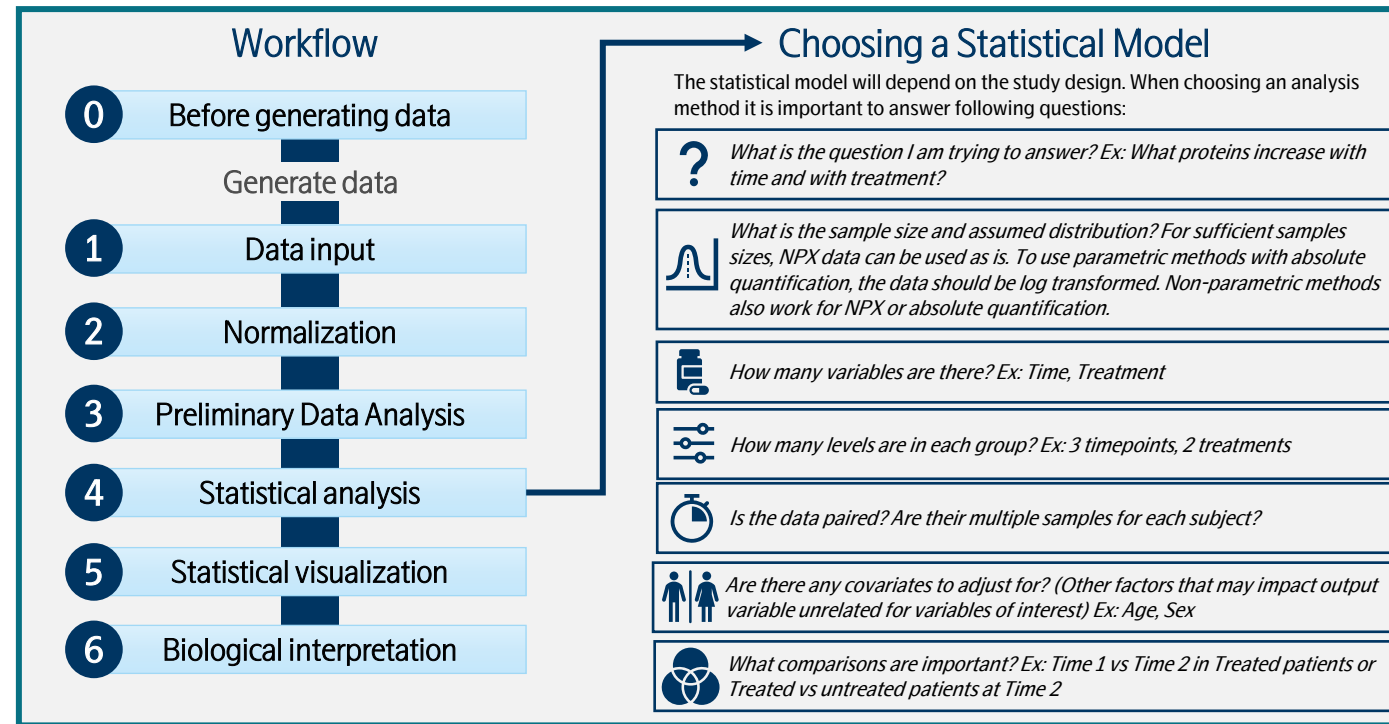 Workflow
0 Before generating data
Generate data
1 Data input
2 Normalization
3 Preliminary Data Analysis
4 Statistical analysis
5 Statistical visualization
6 Biological interpretation
Choosing a Statistical Model
The statistical model will depend on the study design. When choosing an analysis
method it is important to answer following questions:
? What is the question I am trying to answer? Ex: What proteins increase with
time and with treatment?
What is the sample size and assumed distribution? For sufficient samples
sizes, NPX data can be used as is. To use parametric methods with absolute
quantification, the data should be log transformed. Non-parametric methods
also work for NPX or absolute quantification.
How many variables are there? Ex: Time, Treatment
How many levels are in each group? Ex: 3 timepoints, 2 treatments
Is the data paired? Are their multiple samples for each subject?
Are there any covariates to adjust for? (Other factors that may impact output
variable unrelated for variables of interest) Ex: Age, Sex
What comparisons are important? Ex: Time 1 vs Time 2 in Treated patients or
Treated vs untreated patients at Time 2